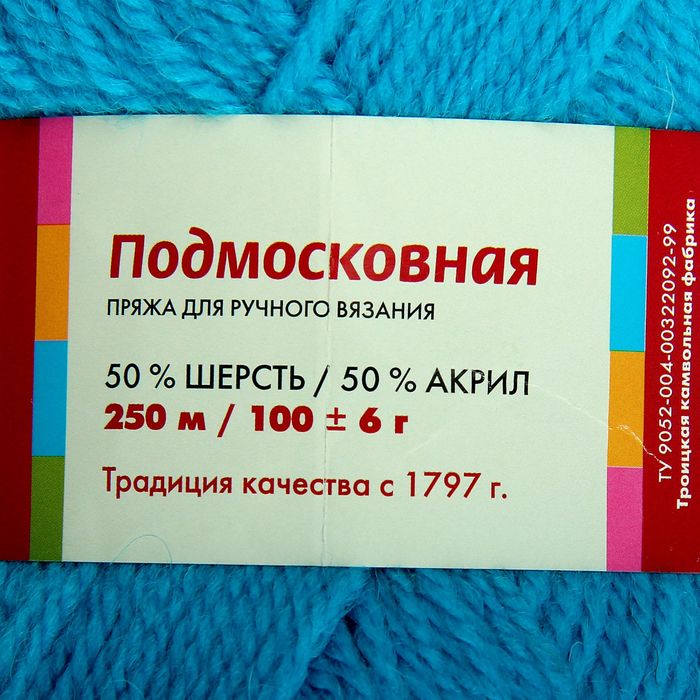 Подмосковная
ПРЯЖА ДЛЯ РУЧНОГО ВЯЗАНИЯ
50 % ШЕРСТЬ / 50 % АКРИЛ
250 м / 100 ± 6 г
Традиция качества с 1797 г.
ТУ 9052-004-00322092-99
Троицкая камвольная фабрика